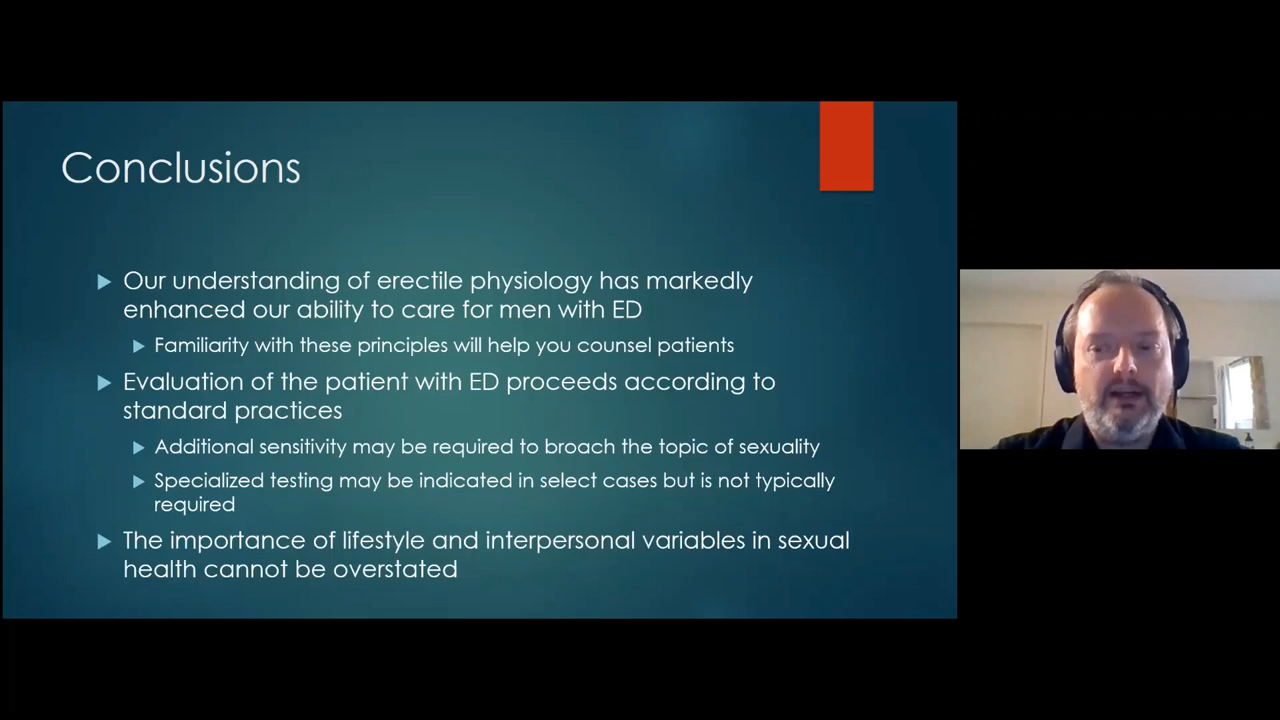 Conclusions
Our understanding of erectile physiology has markedly
enhanced our ability to care for men with ED
Familiarity with these principles will help you counsel patients
Evaluation of the patient with ED proceeds according to
standard practices
Additional sensitivity may be required to broach the topic of sexuality
Specialized testing may be indicated in select cases but is not typically
required
The importance of lifestyle and interpersonal variables in sexual
health cannot be overstated